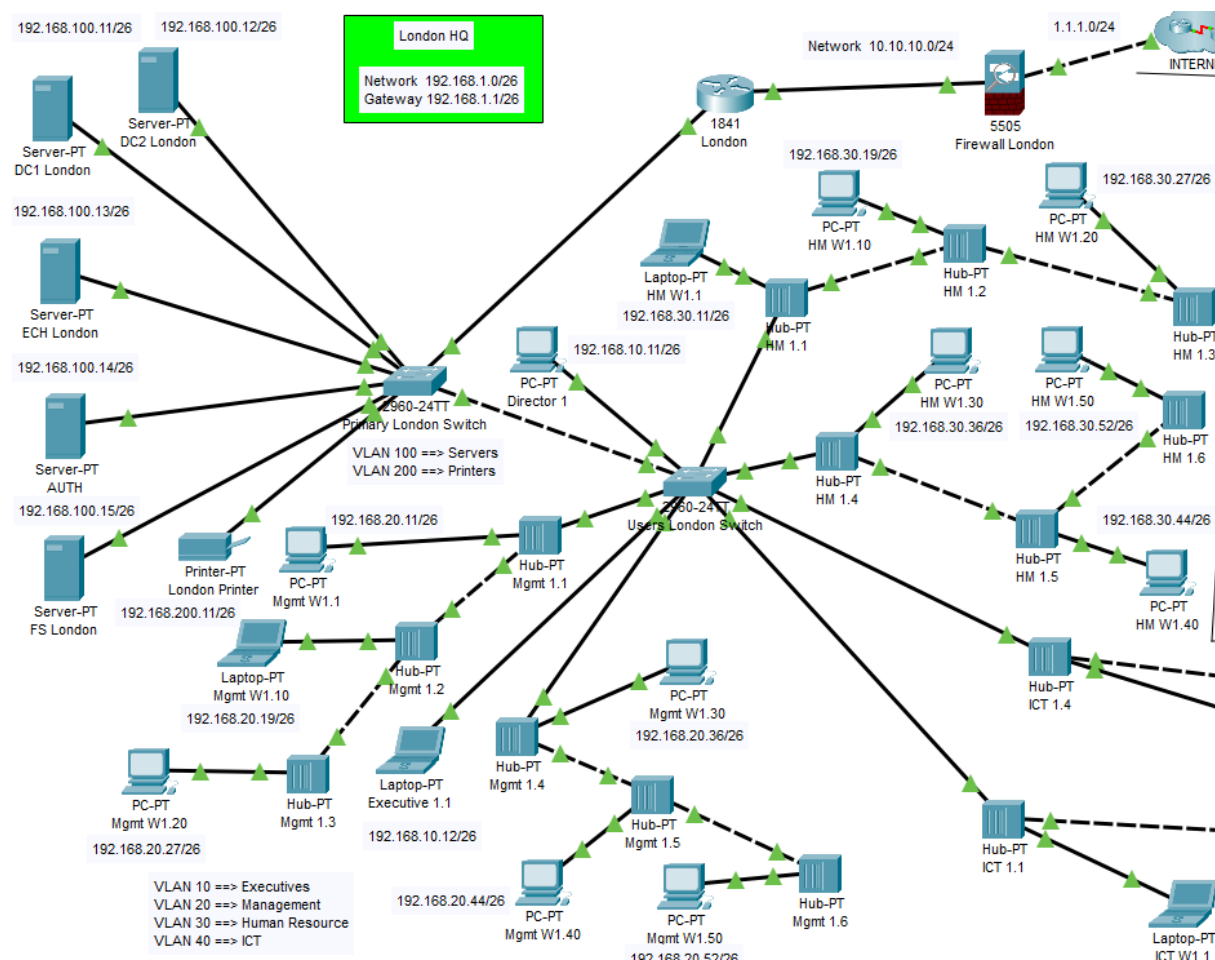 192.168.100.11/26
192.168.100.12/26
London HQ
Network 192.168.1.0/26
Gateway 192.168.1.1/26
Network 10.10.10.0/24
1.1.1.0/24
INTERN
Server-PT
DC1 London
Server-PT
DC2 London
1841
London
5505
Firewall London
192.168.30.19/26
192.168.30.27/26
PC-PT
HM W1.10
PC-PT
HM W1.20
192.168.100.13/26
Server-PT
ECH London
Laptop-PT
HM W1.1
192.168.30.11/26
Hub-PT
HM 1.1
Hub-PT
HM 1.2
Hub-PT
HM 1.3
192.168.10.11/26
PC-PT
Director 1
192.168.100.14/26
Server-PT
AUTH
2960-24TT
Primary London Switch
VLAN 100 ==> Servers
VLAN 200 ==> Printers
PC-PT
HM W1.30
192.168.30.36/26
PC-PT
HM W1.50
192.168.30.52/26
Hub-PT
HM 1.4
Hub-PT
HM 1.6
2960-24TT
Users London Switch
192.168.100.15/26
Server-PT
FS London
Printer-PT
London Printer
192.168.200.11/26
192.168.20.11/26
PC-PT
Mgmt W1.1
Hub-PT
Mgmt 1.1
192.168.30.44/26
Hub-PT
HM 1.5
PC-PT
HM W1.40
Laptop-PT
Mgmt W1.10
192.168.20.19/26
Hub-PT
Mgmt 1.2
PC-PT
Mgmt W1.30
192.168.20.36/26
Hub-PT
ICT 1.4
PC-PT
Mgmt W1.20
192.168.20.27/26
Hub-PT
Mgmt 1.3
Laptop-PT
Executive 1.1
192.168.10.12/26
Hub-PT
Mgmt 1.4
Hub-PT
Mgmt 1.5
Hub-PT
ICT 1.1
VLAN 10 ==> Executives
VLAN 20 ==> Management
VLAN 30 ==> Human Resource
VLAN 40 ==> ICT
192.168.20.44/26
PC-PT
Mgmt W1.40
PC-PT
Mgmt W1.50
192.168.20.52/26
Hub-PT
Mgmt 1.6
Laptop-PT
ICT W1.1